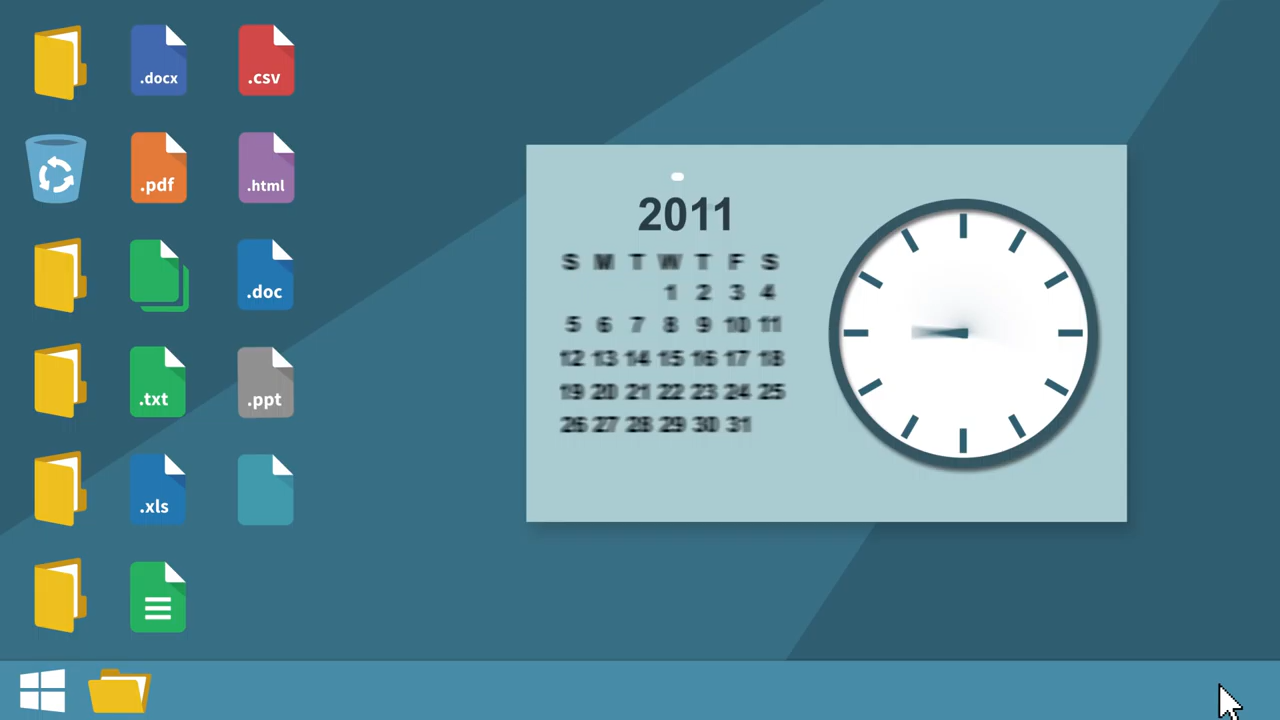 .docx
.csv
.pdf
.html
.doc
.txt
.ppt
.xls
2011
S M T W T F S
1 2 3 4
5 6 7 8 9 10 11
12 13 14 15 16 17 18
19 20 21 22 23 24 25
26 27 28 29 30 31